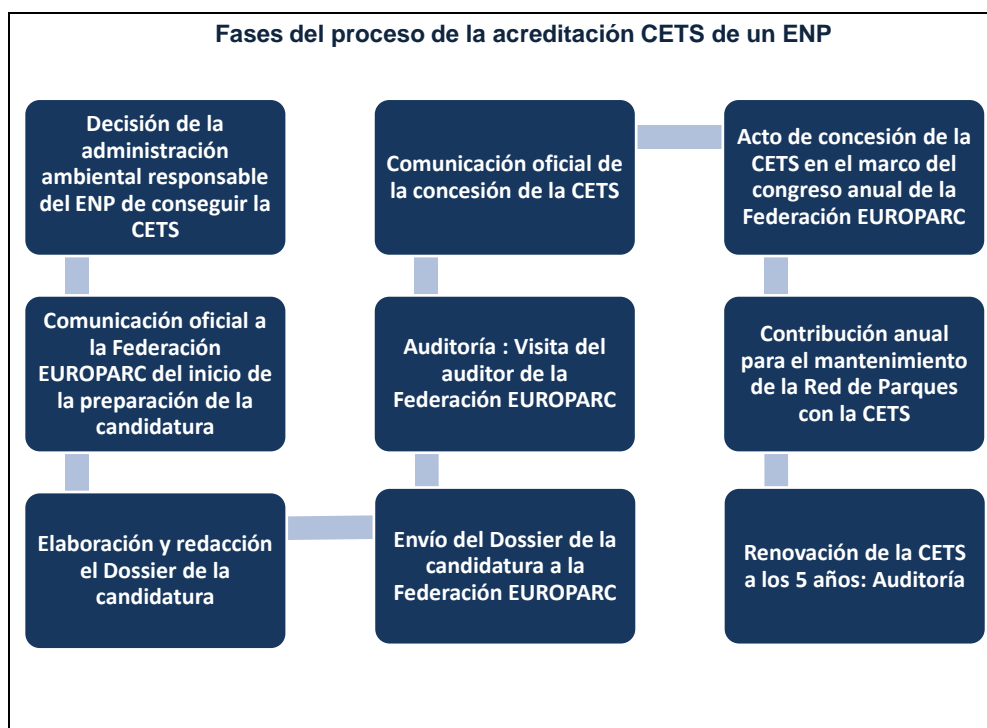 Fases del proceso de la acreditación CETS de un ENP
Decisión de la
administración
ambiental responsable
del ENP de conseguir la
CETS
Comunicación oficial a
la Federación
EUROPARC del inicio de
la preparación de la
candidatura
Elaboración y redacción
el Dossier de la
candidatura
Envío del Dossier de la
candidatura a la
Federación EUROPARC
Auditoría : Visita del
auditor de la
Federación EUROPARC
Comunicación oficial de
la concesión de la CETS
Acto de concesión de la
CETS en el marco del
congreso anual de la
Federación EUROPARC
Contribución anual
para el mantenimiento
de la Red de Parques
con la CETS
Renovación de la CETS
a los 5 años: Auditoría